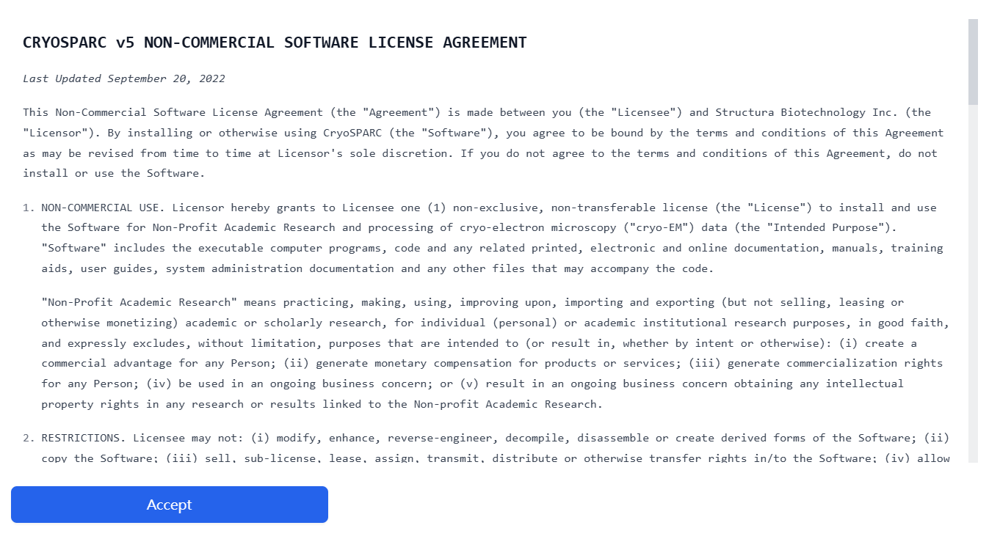 CRYOSPARC v5 NON-COMMERCIAL SOFTWARE LICENSE AGREEMENT
Last Updated September 20, 2022
This Non-Commercial Software License Agreement (the "Agreement") is made between you (the "Licensee") and Structura Biotechnology Inc. (the
"Licensor"). By installing or otherwise using CryoSPARC (the "Software"), you agree to be bound by the terms and conditions of this Agreement
as may be revised from time to time at Licensor's sole discretion. If you do not agree to the terms and conditions of this Agreement, do not
install or use the Software.
1. NON-COMMERCIAL USE. Licensor hereby grants to Licensee one (1) non-exclusive, non-transferable license (the "License") to install and use
the Software for Non-Profit Academic Research and processing of cryo-electron microscopy ("cryo-EM") data (the "Intended Purpose").
"Software" includes the executable computer programs, code and any related printed, electronic and online documentation, manuals, training
aids, user guides, system administration documentation and any other files that may accompany the code.
"Non-Profit Academic Research" means practicing, making, using, improving upon, importing and exporting (but not selling, leasing or
otherwise monetizing) academic or scholarly research, for individual (personal) or academic institutional research purposes, in good faith,
and expressly excludes, without limitation, purposes that are intended to (or result in, whether by intent or otherwise): (i) create a
commercial advantage for any Person; (ii) generate monetary compensation for products or services; (iii) generate commercialization rights
for any Person; (iv) be used in an ongoing business concern; or (v) result in an ongoing business concern obtaining any intellectual
property rights in any research or results linked to the Non-profit Academic Research.
2. RESTRICTIONS. Licensee may not: (i) modify, enhance, reverse-engineer, decompile, disassemble or create derived forms of the Software; (ii)
copy the Software; (iii) sell, sub-license, lease, assign, transmit, distribute or otherwise transfer rights in/to the Software; (iv) allow
Accept